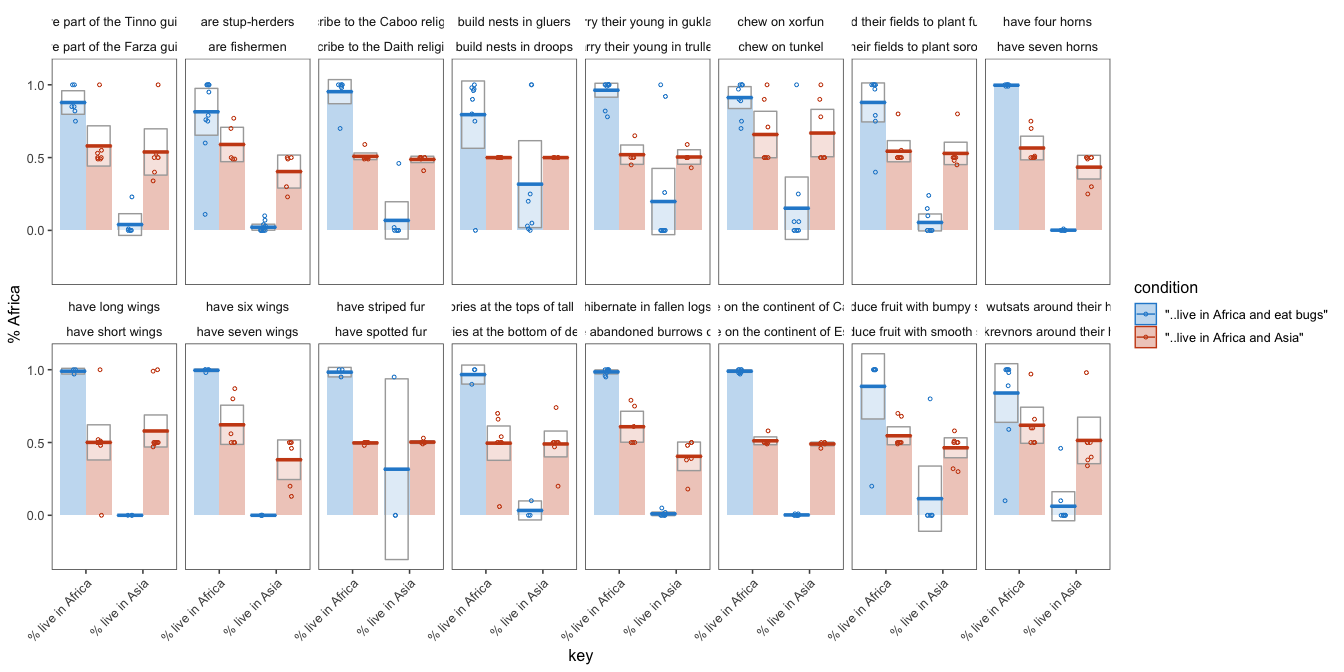 re part of the Tinno gui
are stup-herders
cribe to the Caboo relig
build nests in gluers
rry their young in gukla
chew on xorfun
d their fields to plant fu
have four horns
re part of the Farza gui
are fishermen
cribe to the Daith religi
build nests in droops
arry their young in trulle
chew on tunkel
heir fields to plant soro
have seven horns
1.0
0.5
0.0
% Africa
have long wings
have six wings
have striped fur
ories at the tops of tall
hibernate in fallen logs
e on the continent of Ca
duce fruit with bumpy s
wutsats around their h
have short wings
have seven wings
have spotted fur
ies at the bottom of de
abandoned burrows o
e on the continent of Es
duce fruit with smooth s
krevnors around their h
1.0
0.5
0.0
% live in Africa
% live in Asia
% live in Africa
% live in Asia
% live in Africa
% live in Asia
% live in Africa
% live in Asia
% live in Africa
% live in Asia
% live in Africa
% live in Asia
% live in Africa
% live in Asia
% live in Africa
% live in Asia
key
condition
"..live in Africa and eat bugs"
"..live in Africa and Asia"